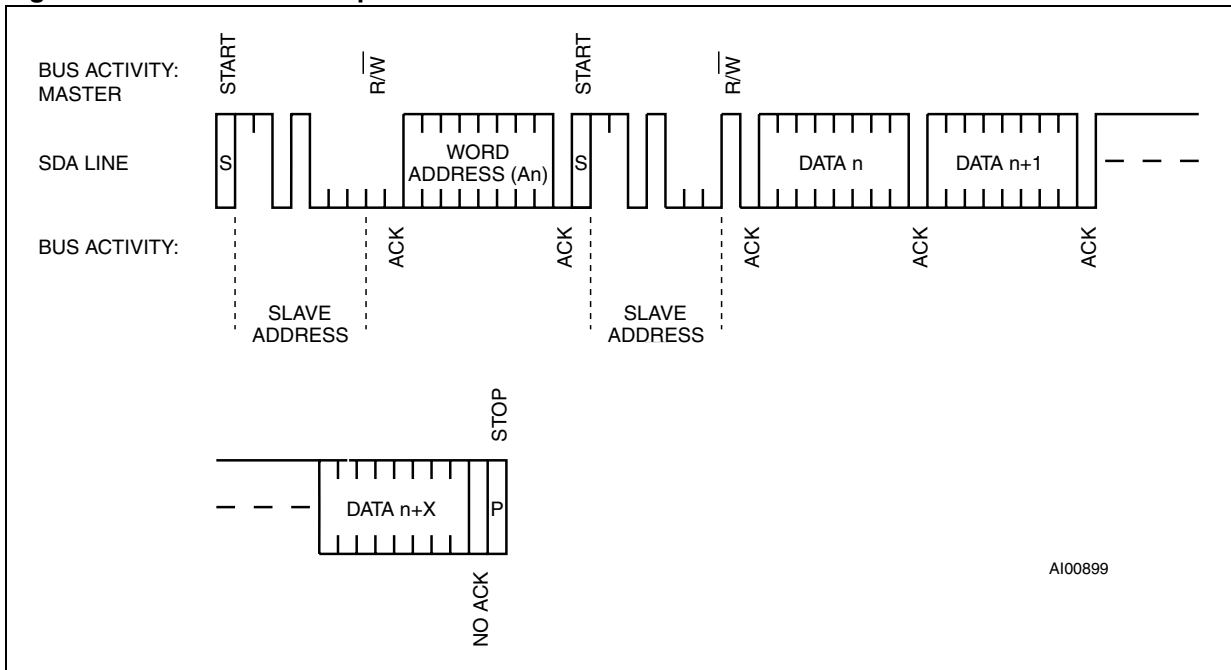 START
R/W
START
R/W
BUS ACTIVITY:
MASTER
SDA LINE
S
WORD
ADDRESS (An)
S
DATA n
DATA n+1
BUS ACTIVITY:
ACK
ACK
ACK
ACK
ACK
SLAVE
ADDRESS
SLAVE
ADDRESS
STOP
DATA n+X
P
NO ACK
AI00899